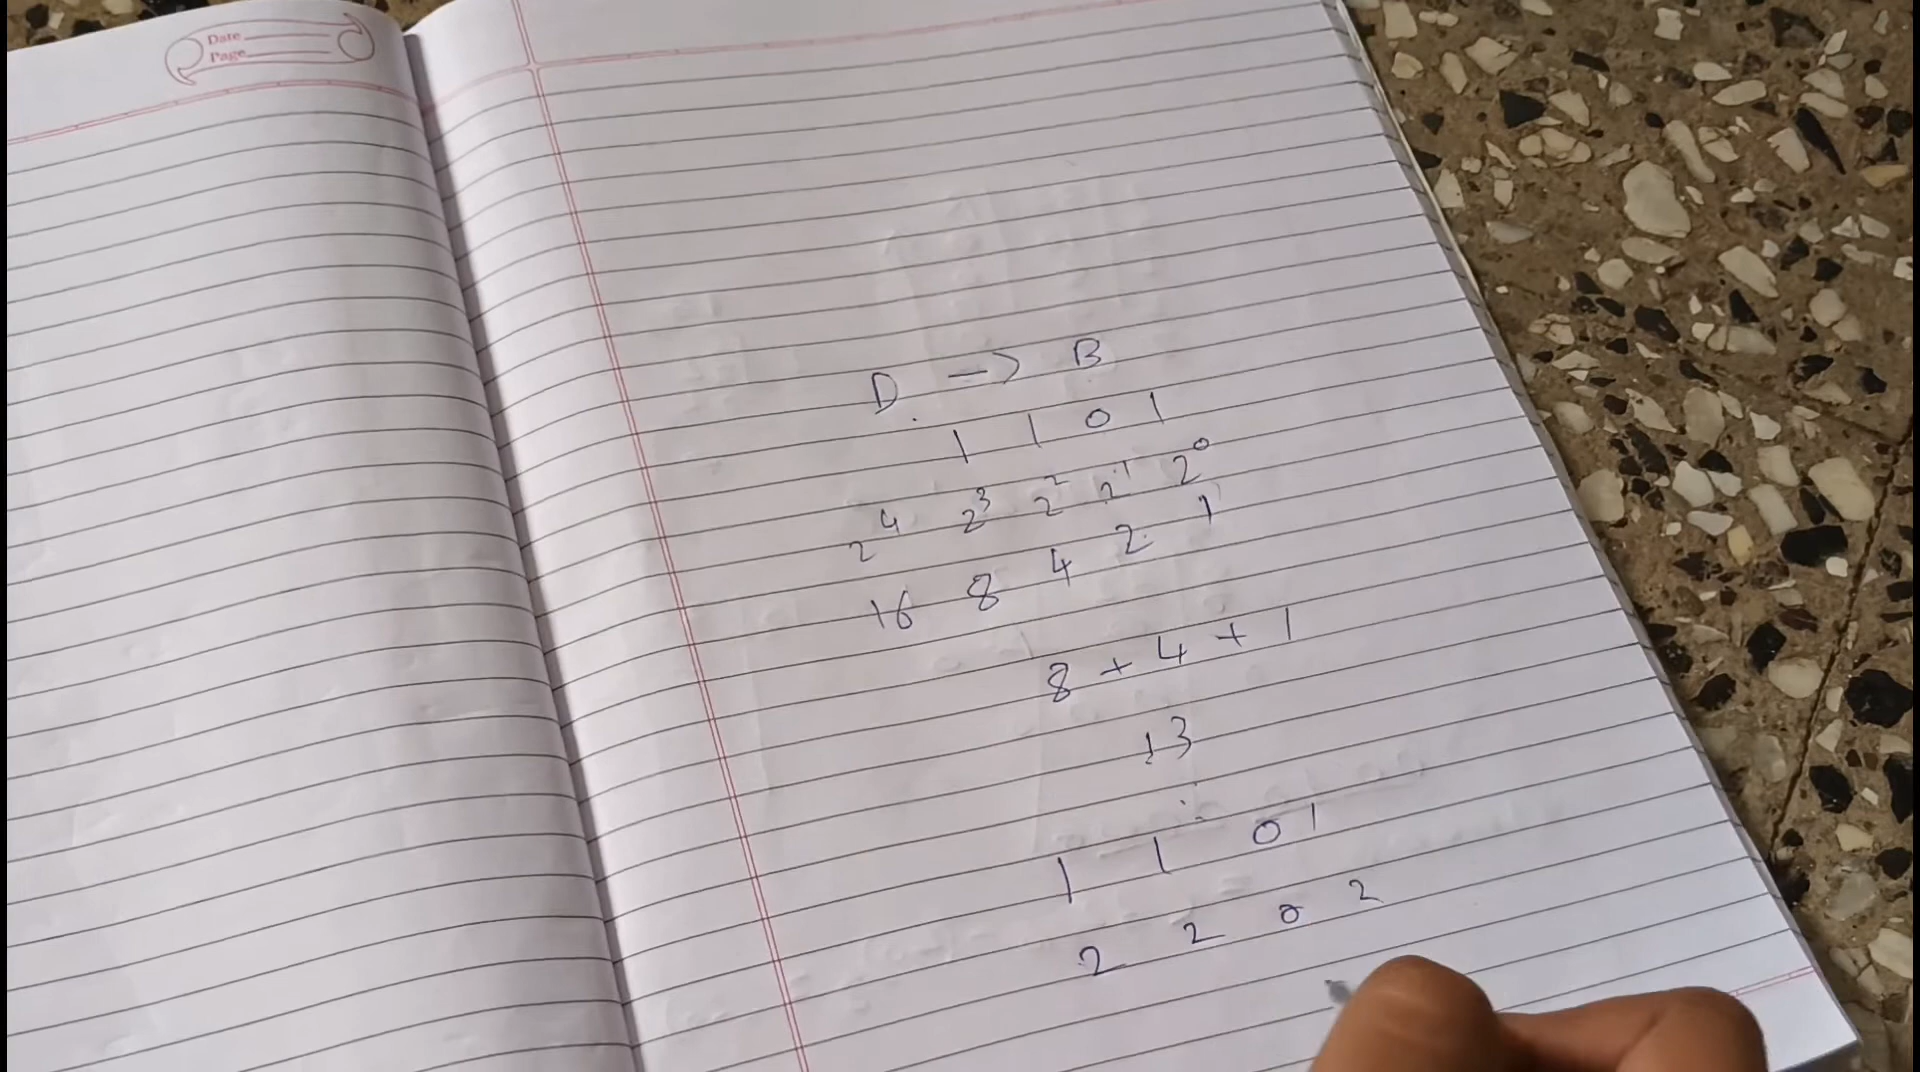 Date
Page
D. -> B
1 1 0 1
2⁴ 2³ 2² 2¹ 2⁰
16 8 4 2 1
8 + 4 + 1
13
1 1 0 1
2 2 0 2